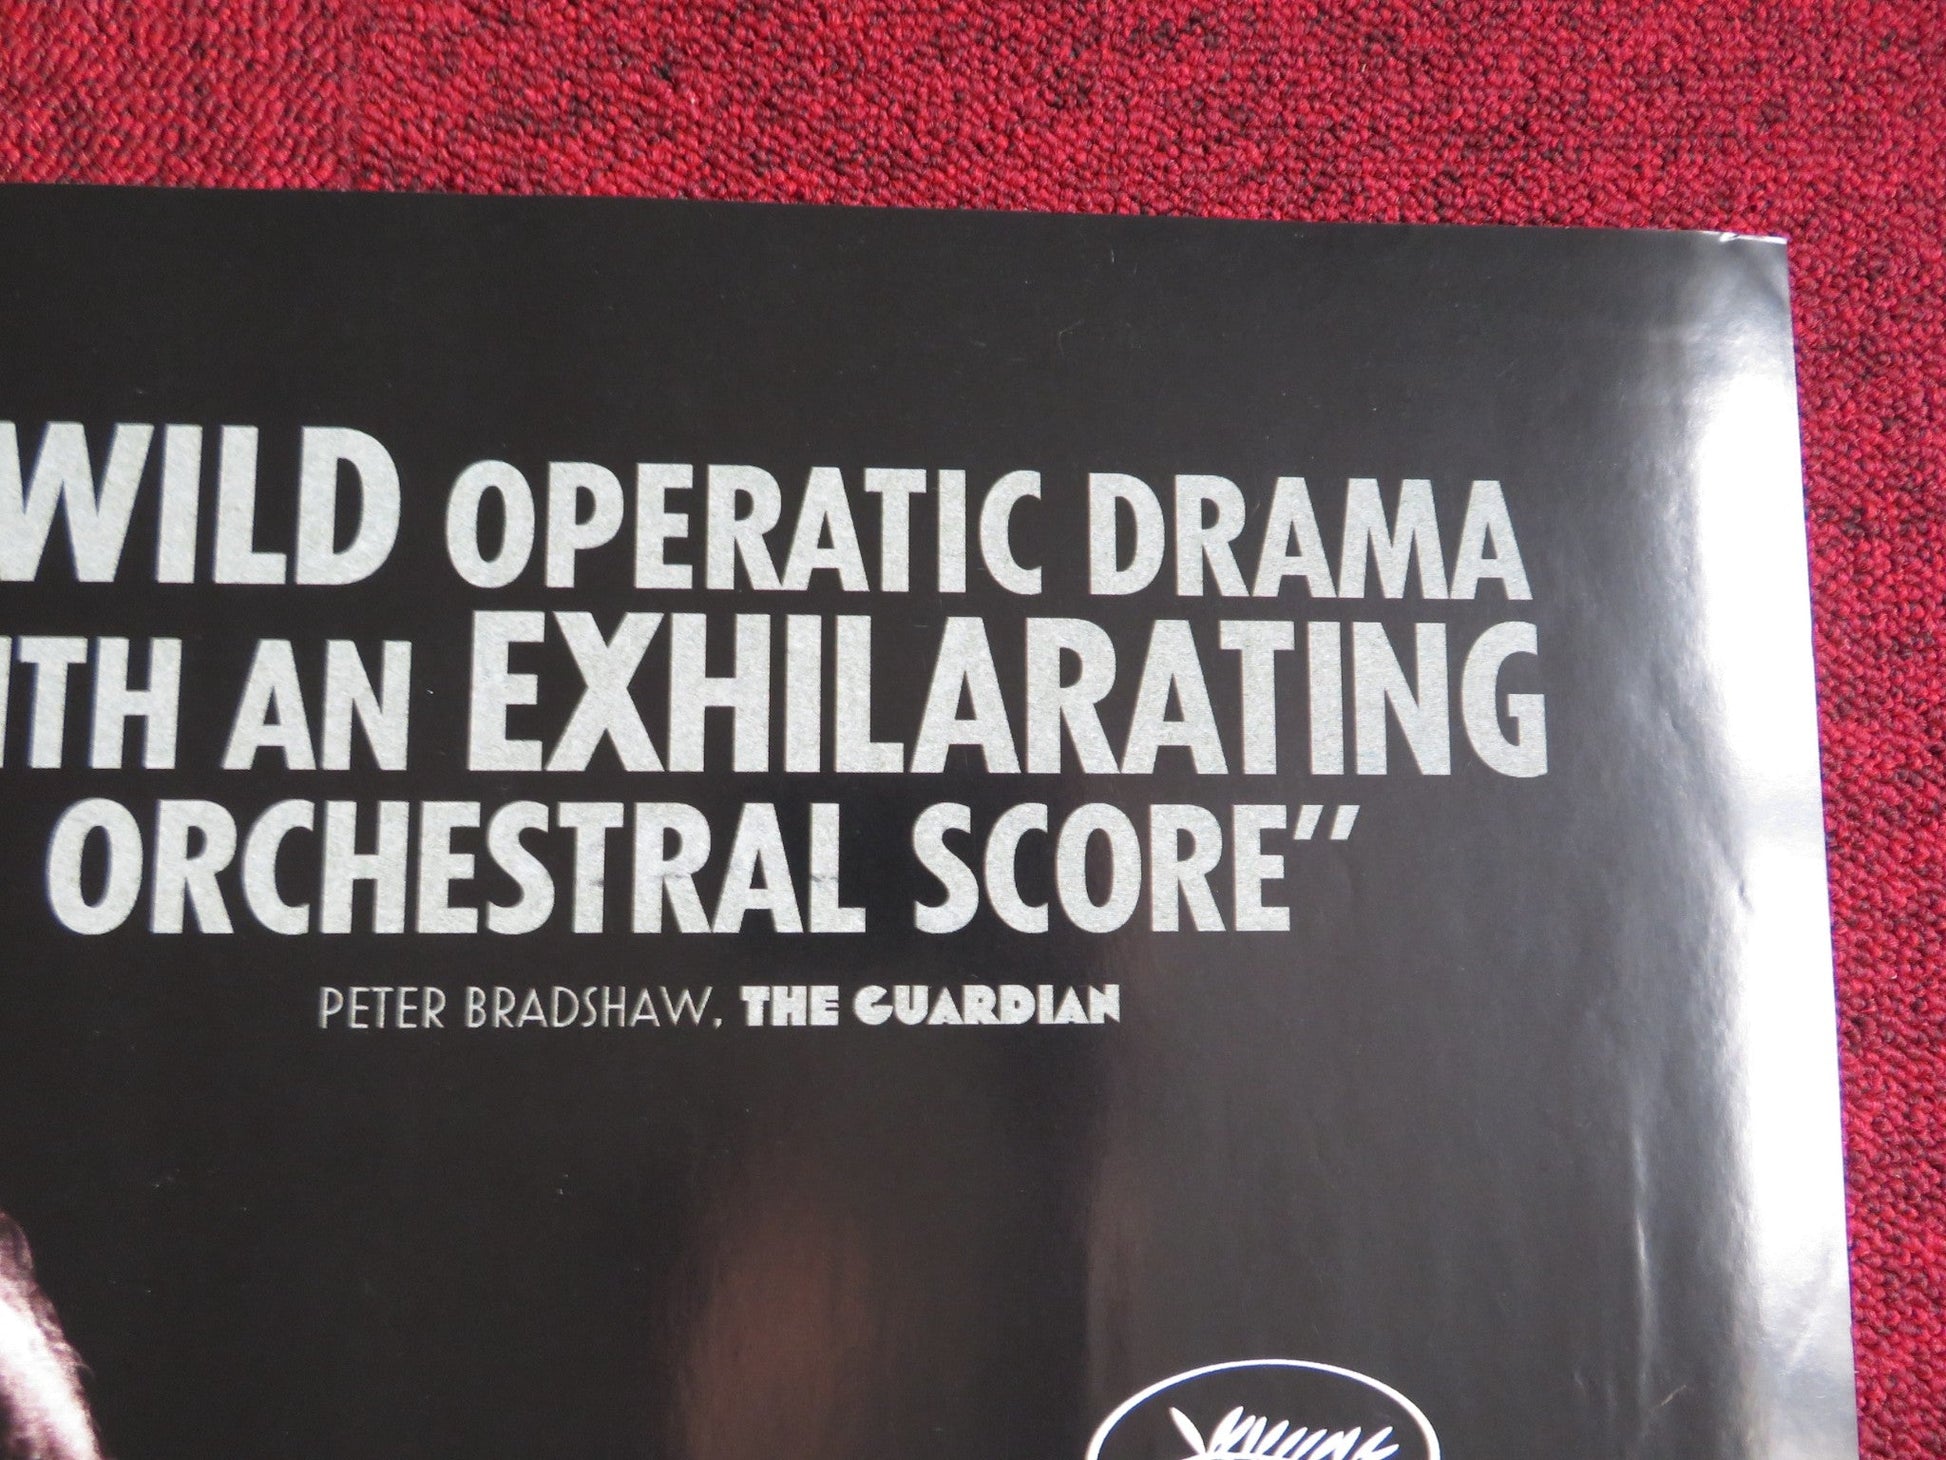 WILD OPERATIC DRAMA
ITH AN EXHILARATING
ORCHESTRAL SCORE”
PETER BRADSHAW, THE GUARDIAN